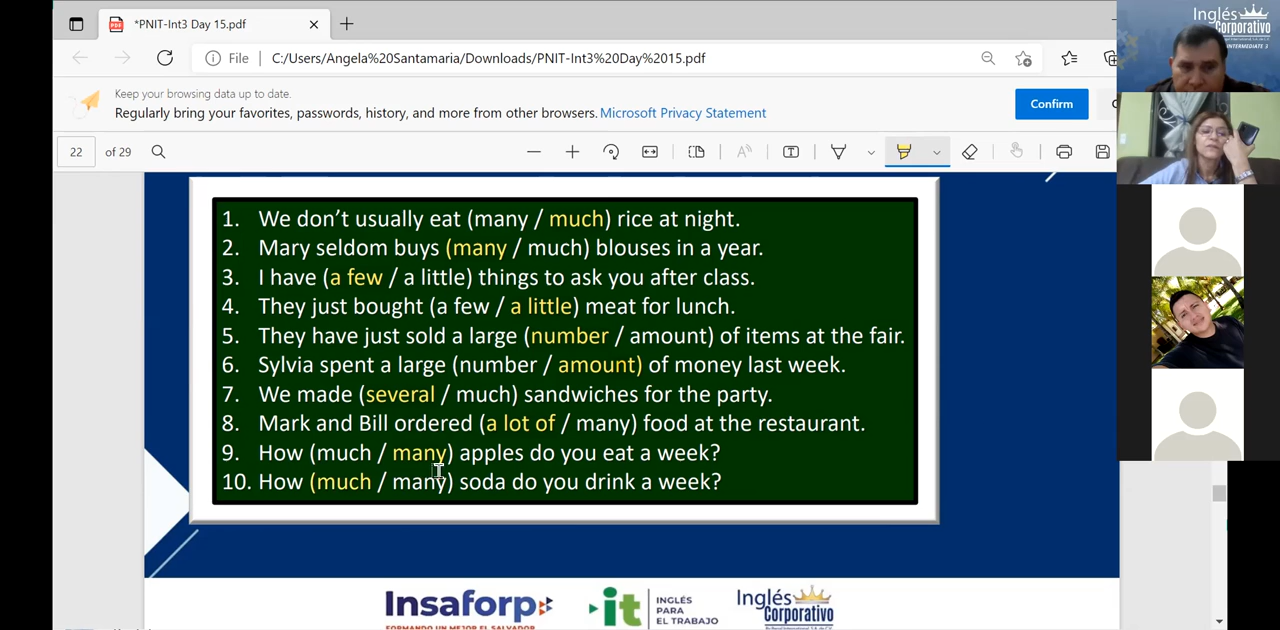 *PNIT-Int3 Day 15.pdf
File C:/Users/Angela%20Santamaria/Downloads/PNIT-Int3%20Day%2015.pdf
Keep your browsing data up to date.
Regularly bring your favorites, passwords, history, and more from other browsers. Microsoft Privacy Statement
Confirm
22 of 29
1. We don't usually eat (many / much) rice at night.
2. Mary seldom buys (many / much) blouses in a year.
3. I have (a few / a little) things to ask you after class.
4. They just bought (a few / a little) meat for lunch.
5. They have just sold a large (number / amount) of items at the fair.
6. Sylvia spent a large (number / amount) of money last week.
7. We made (several / much) sandwiches for the party.
8. Mark and Bill ordered (a lot of / many) food at the restaurant.
9. How (much / many) apples do you eat a week?
10. How (much / many) soda do you drink a week?
Insaforp
FORMANDO UN MEJOR EL SALVADOR
it
INGLÉS
PARA
EL TRABAJO
Inglés
Corporativo
Inglés
Corporativo
INTERMEDIATE 3